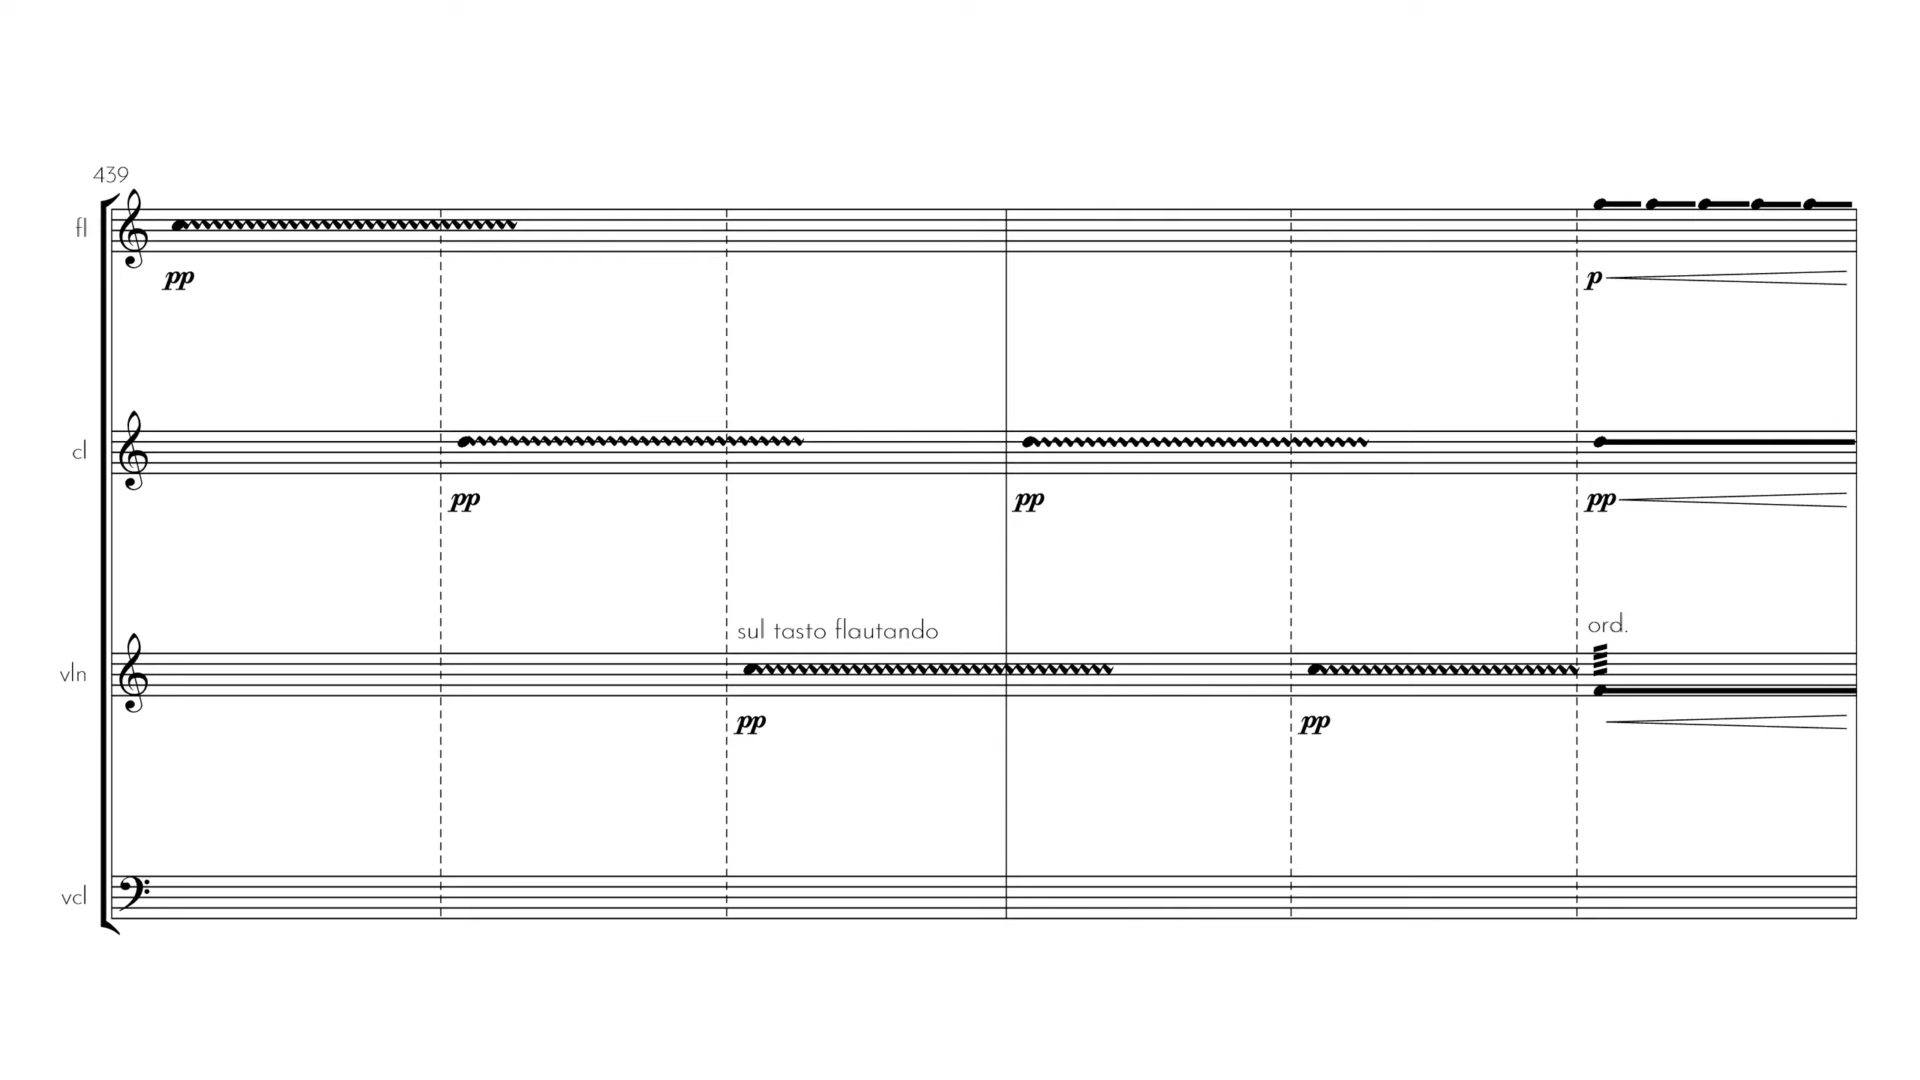 439
fl
pp
p
cl
pp
pp
pp
sul tasto flautando
ord.
vln
pp
pp
vcl